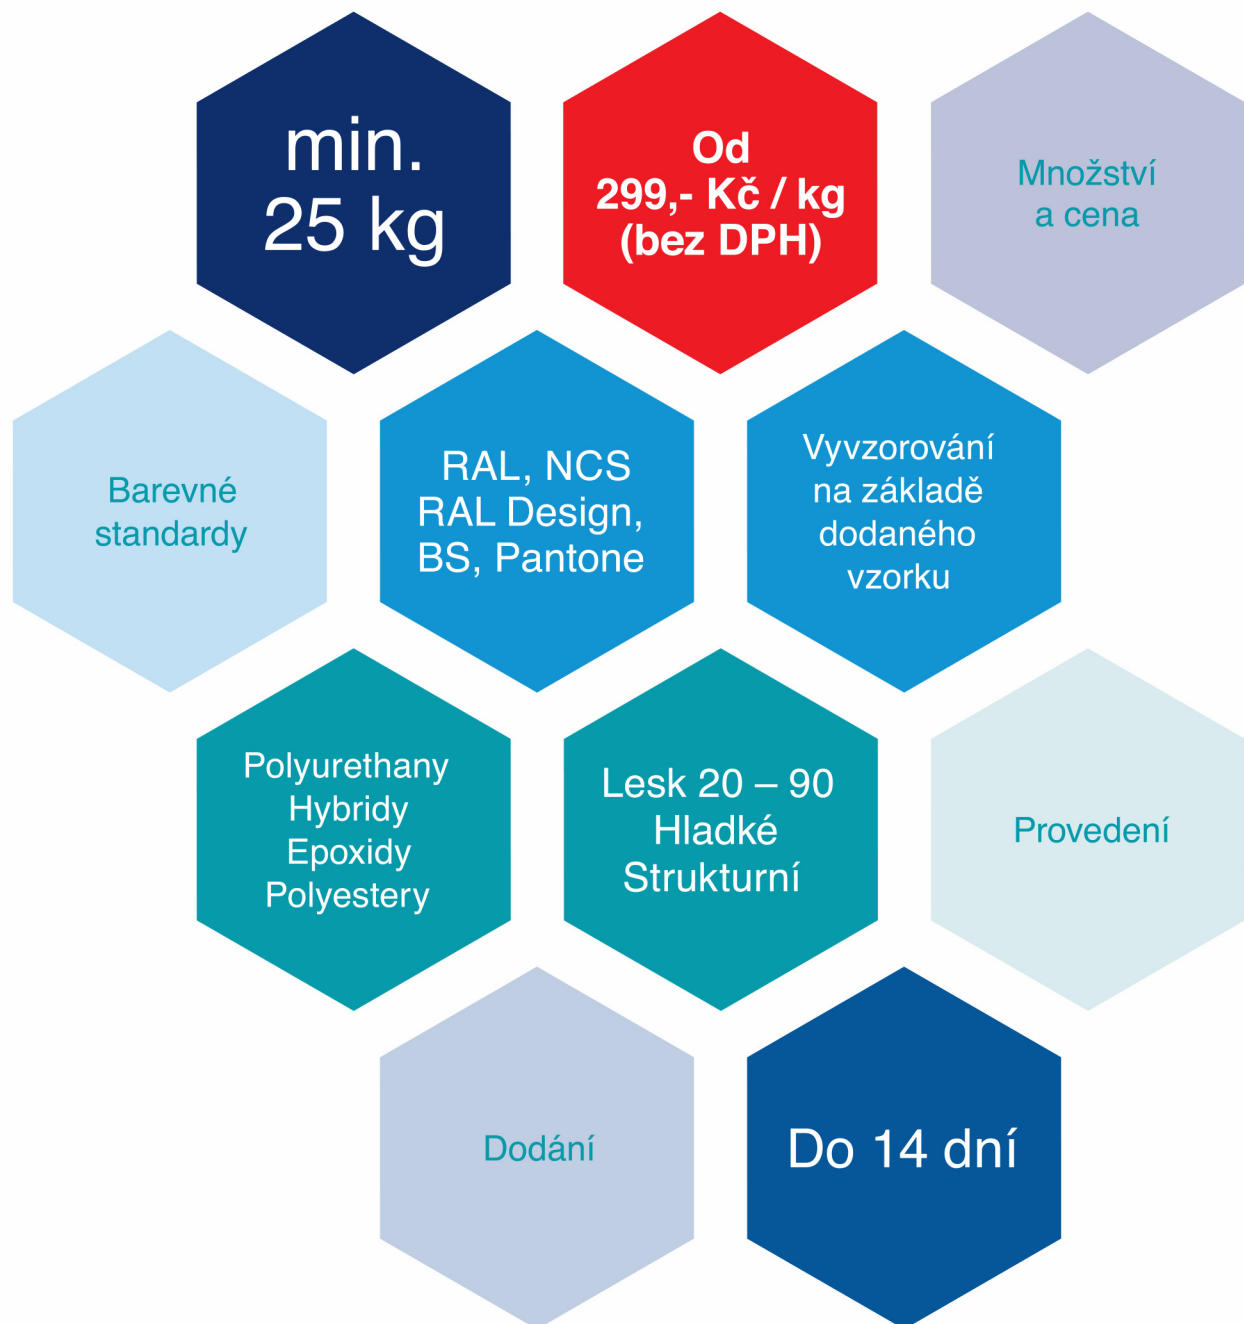 min.
25 kg
Od
299,- Kč / kg
(bez DPH)
Množství
a cena
Barevné
standardy
RAL, NCS
RAL Design,
BS, Pantone
Vyvzorování
na základě
dodaného
vzorku
Polyurethany
Hybridy
Epoxidy
Polyestery
Lesk 20 – 90
Hladké
Strukturní
Provedení
Dodání
Do 14 dní